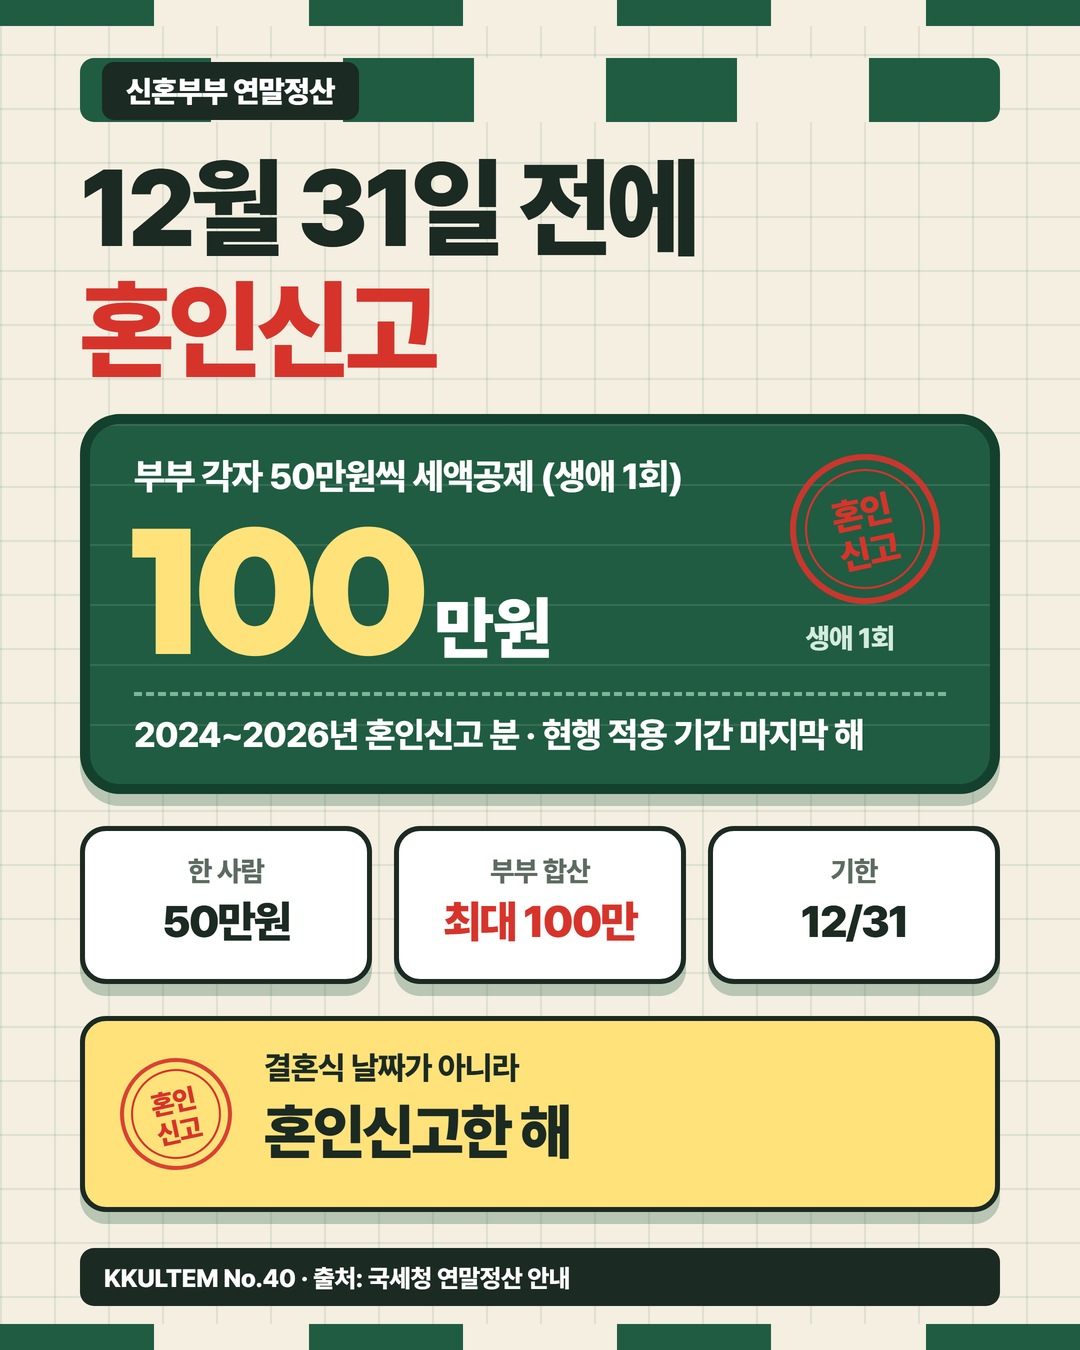 신혼부부 연말정산
12월 31일 전에
혼인신고
부부 각자 50만원씩 세액공제 (생애 1회)
100만원
혼인
신고
생애 1회
2024~2026년 혼인신고 분 · 현행 적용 기간 마지막 해
한 사람
50만원
부부 합산
최대 100만
기한
12/31
혼인
신고
결혼식 날짜가 아니라
혼인신고한 해
KKULTEM No.40 · 출처: 국세청 연말정산 안내